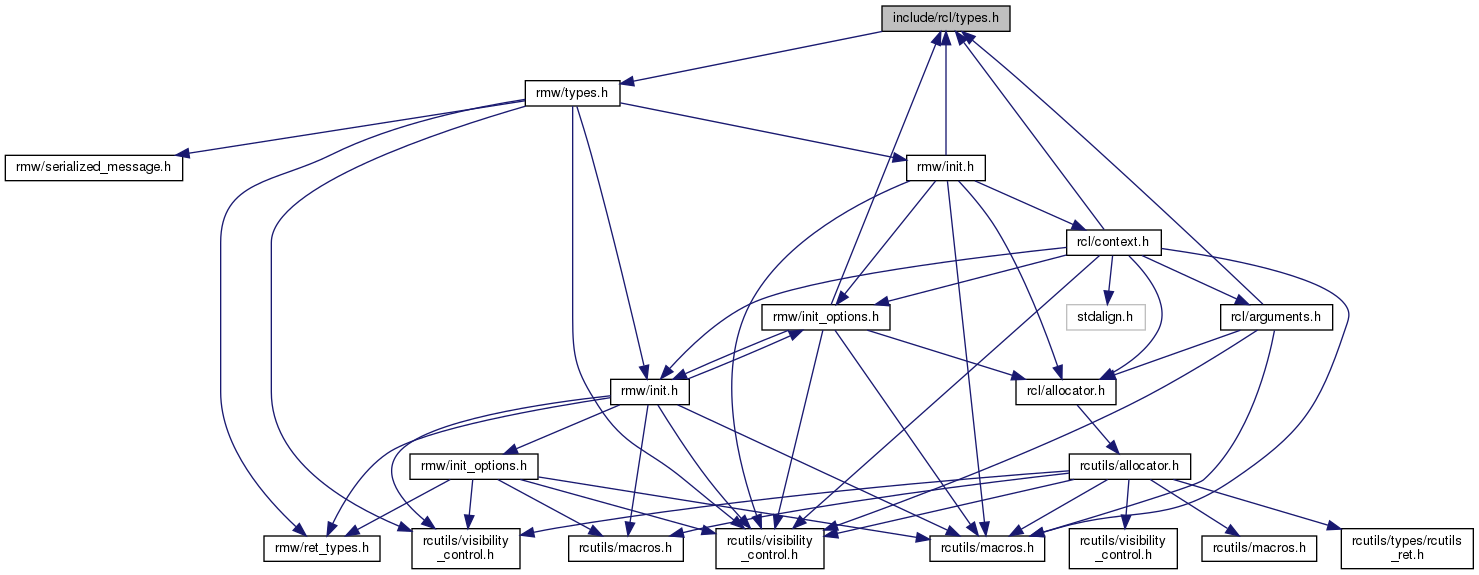 include/rcl/types.h
rmw/types.h
rmw/serialized_message.h
rmw/init.h
rcl/context.h
rmw/init_options.h
stdalign.h
rcl/arguments.h
rmw/init.h
rcl/allocator.h
rmw/init_options.h
rcutils/allocator.h
rmw/ret_types.h
rcutils/visibility
_control.h
rcutils/macros.h
rcutils/visibility
_control.h
rcutils/macros.h
rcutils/visibility
_control.h
rcutils/macros.h
rcutils/types/rcutils
_ret.h